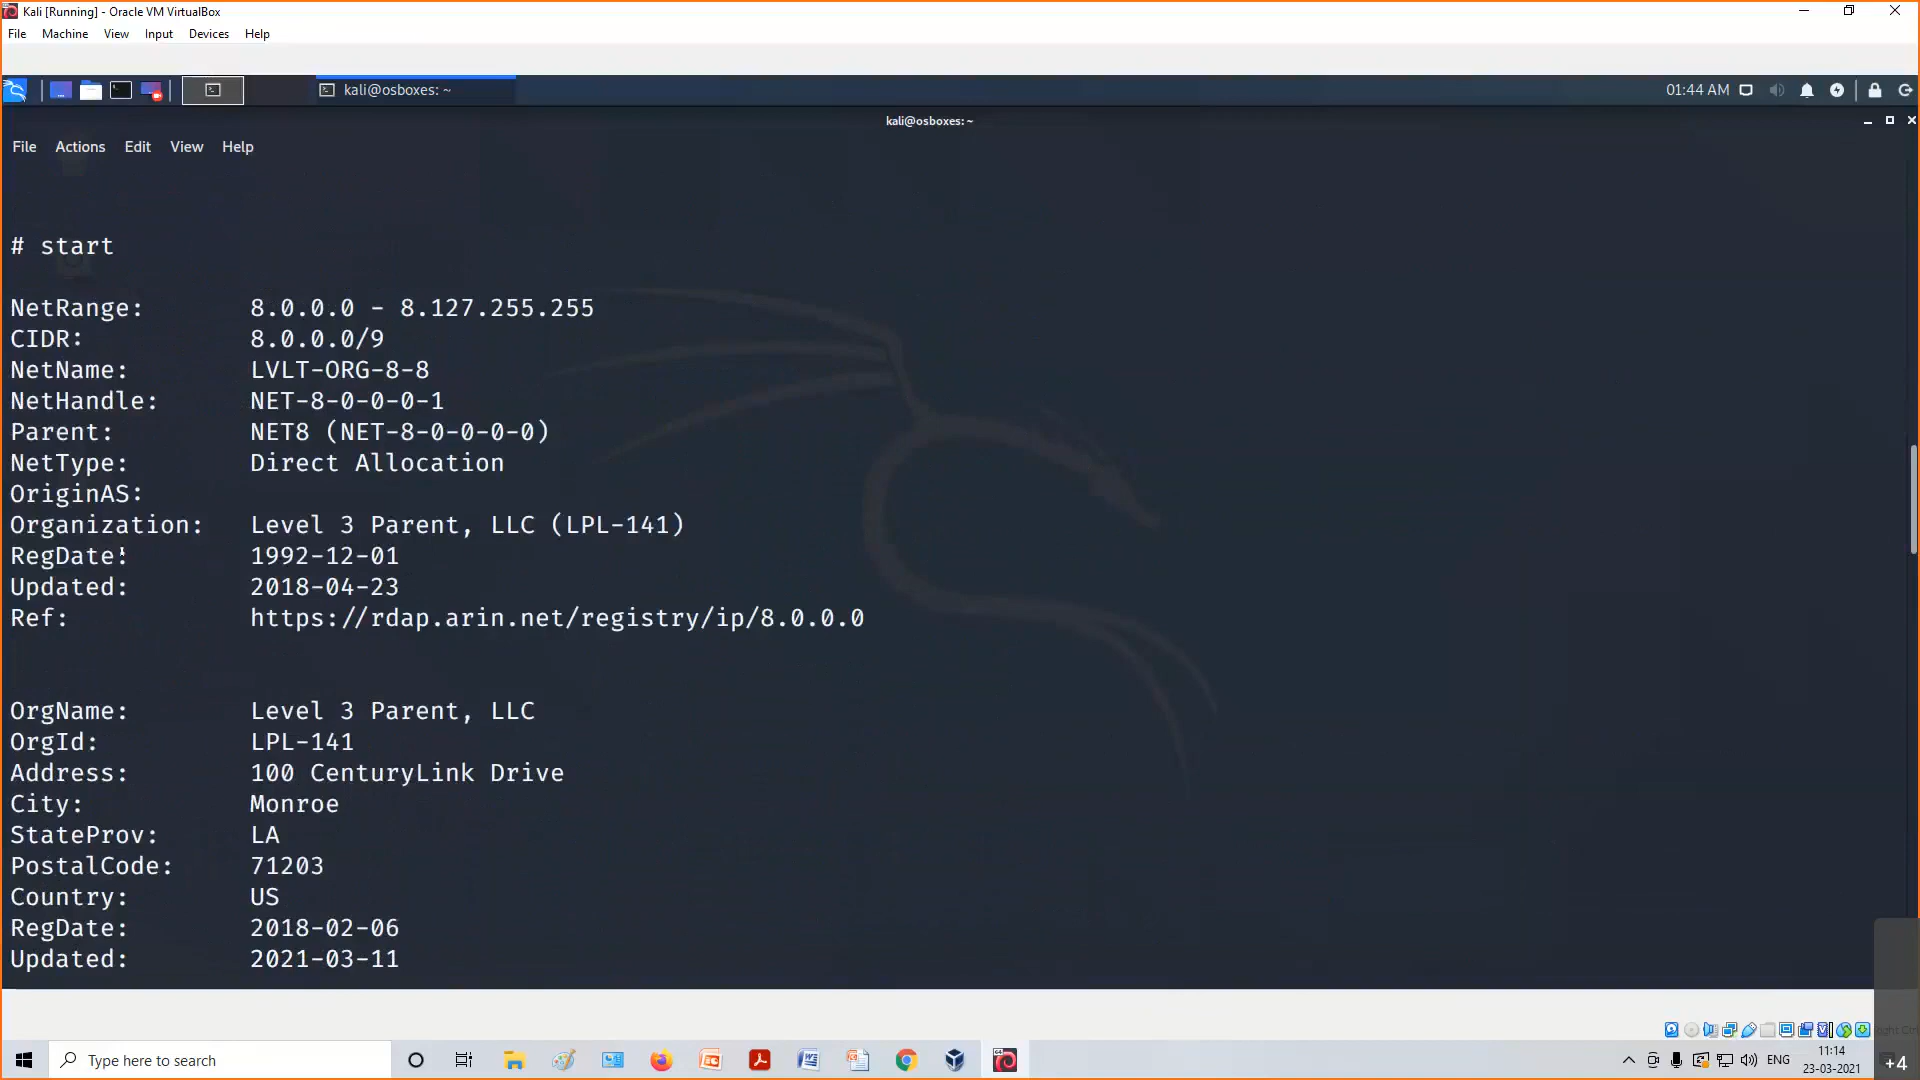 Kali [Running] - Oracle VM VirtualBox
File Machine View Input Devices Help
kali@osboxes: ~
01:44 AM
kali@osboxes: ~
File Actions Edit View Help
# start
NetRange: 8.0.0.0 - 8.127.255.255
CIDR: 8.0.0.0/9
NetName: LVLT-ORG-8-8
NetHandle: NET-8-0-0-0-1
Parent: NET8 (NET-8-0-0-0-0)
NetType: Direct Allocation
OriginAS:
Organization: Level 3 Parent, LLC (LPL-141)
RegDate: 1992-12-01
Updated: 2018-04-23
Ref: https://rdap.arin.net/registry/ip/8.0.0.0
OrgName: Level 3 Parent, LLC
OrgId: LPL-141
Address: 100 CenturyLink Drive
City: Monroe
StateProv: LA
PostalCode: 71203
Country: US
RegDate: 2018-02-06
Updated: 2021-03-11
Right Ctrl
Type here to search
ENG
11:14
23-03-2021
+4